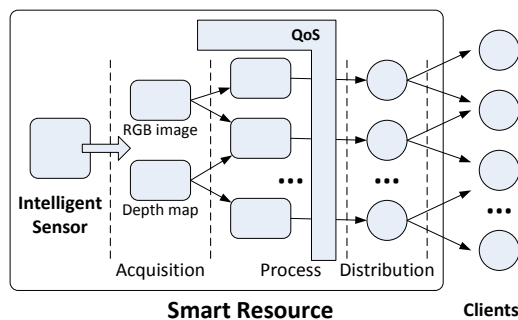 QoS
RGB image
Intelligent
Sensor
Depth map
...
...
...
Acquisition
Process
Distribution
Smart Resource
Clients